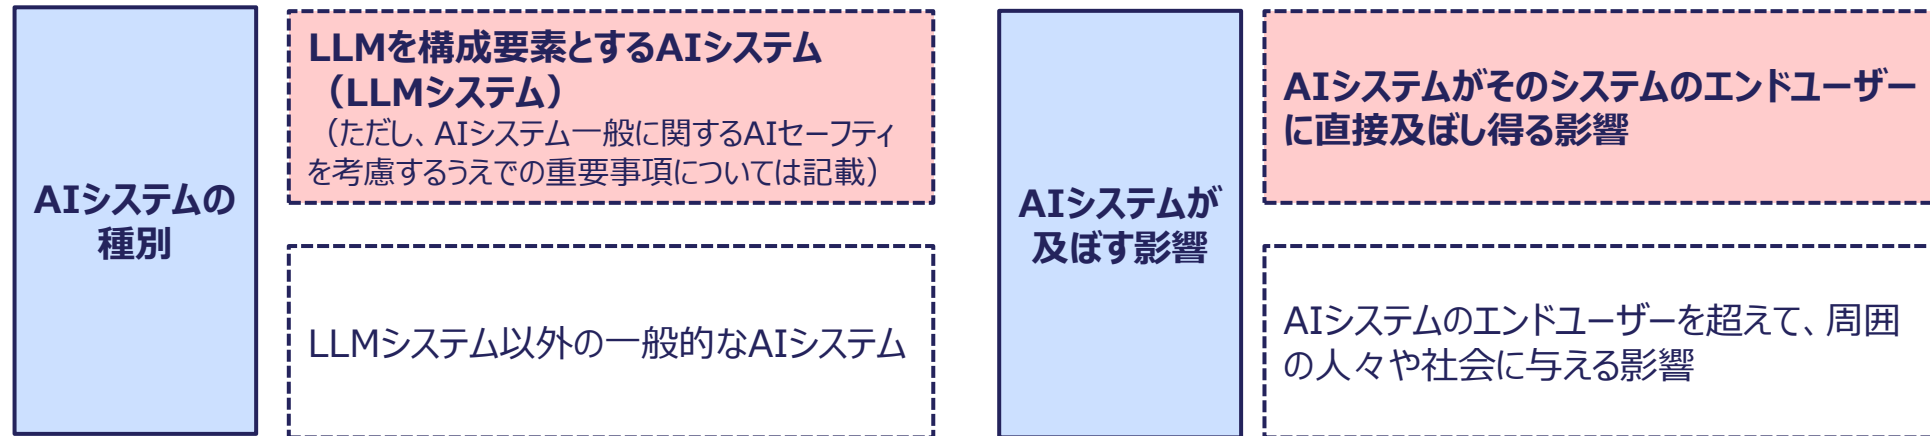 AIシステムの
種別
LLMを構成要素とするAIシステム
（LLMシステム）
（ただし、AIシステム一般に関するAIセーフティ
を考慮するうえでの重要事項については記載）
LLMシステム以外の一般的なAIシステム
AIシステムが
及ぼす影響
AIシステムがそのシステムのエンドユーザー
に直接及ぼし得る影響
AIシステムのエンドユーザーを超えて、周囲
の人々や社会に与える影響